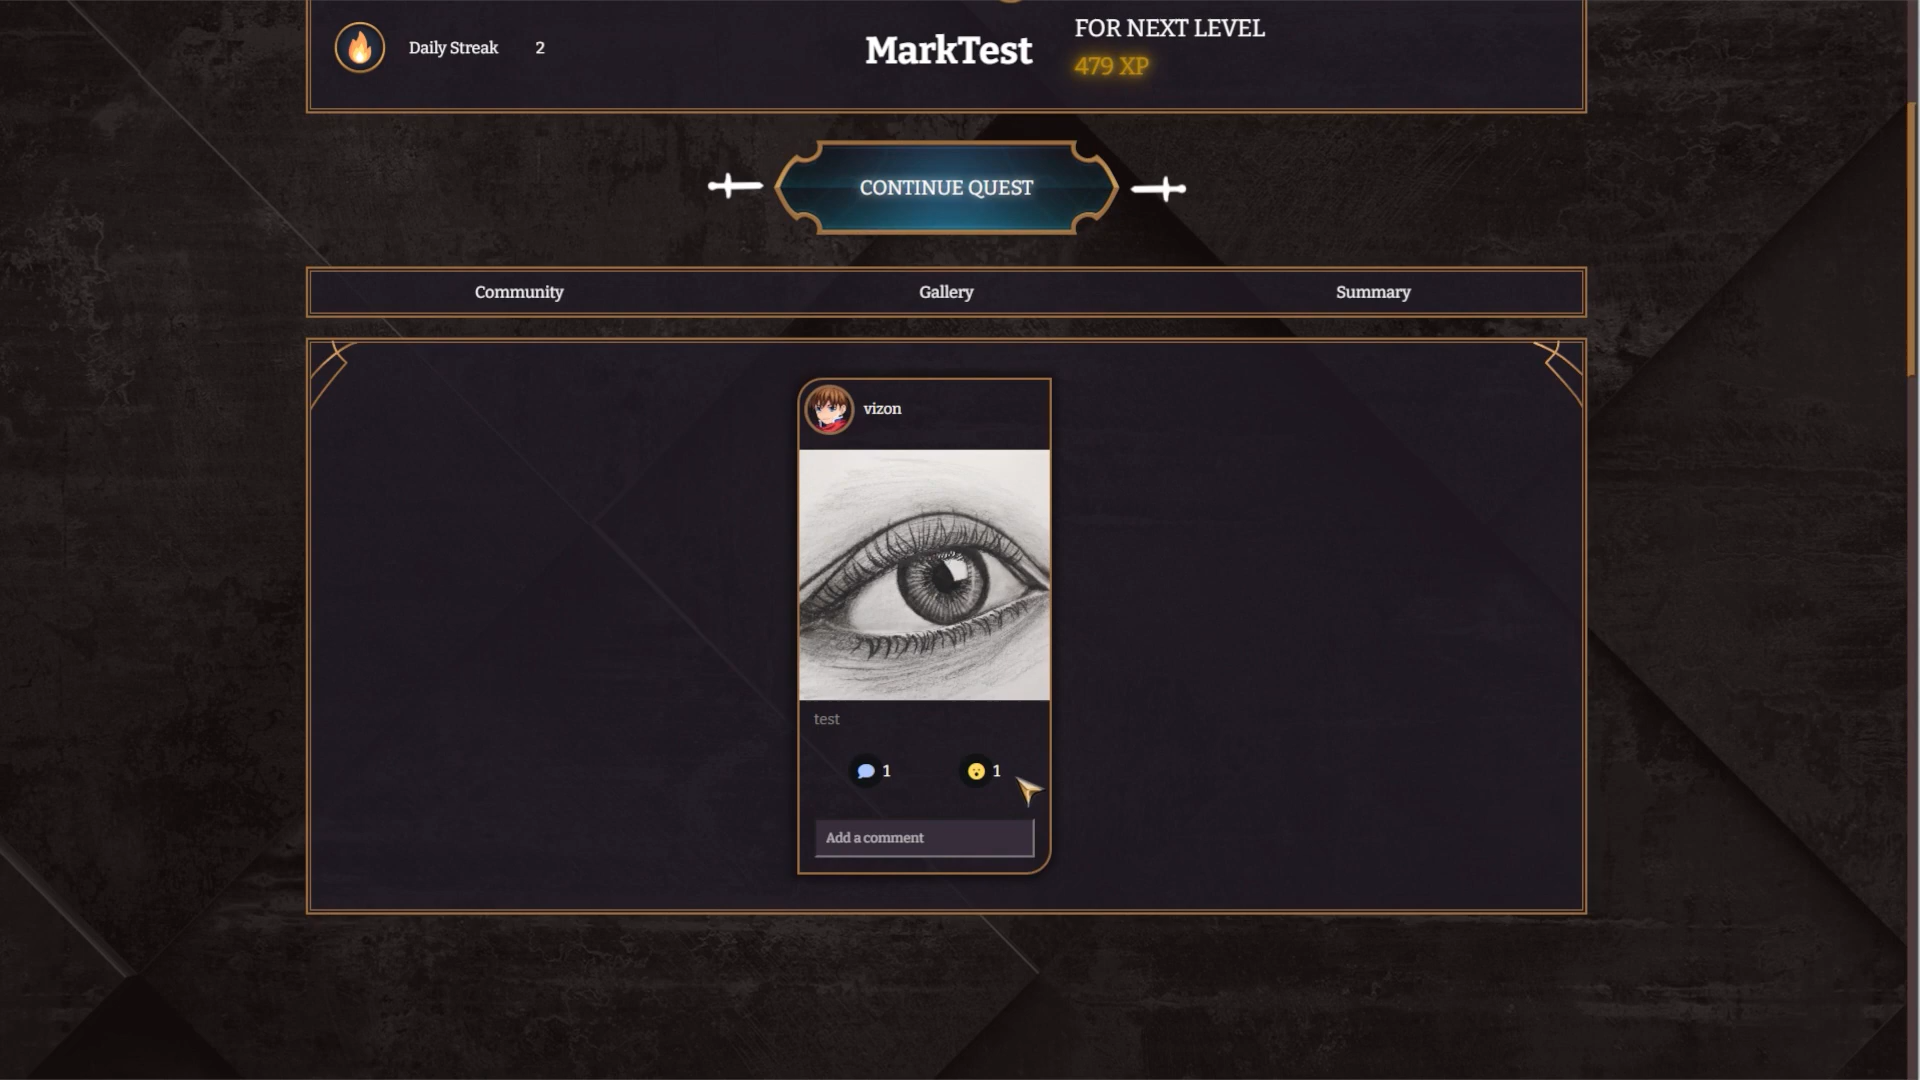 Daily Streak 2
MarkTest
FOR NEXT LEVEL
479 XP
CONTINUE QUEST
Community Gallery Summary
vizon
test
1 1
Add a comment